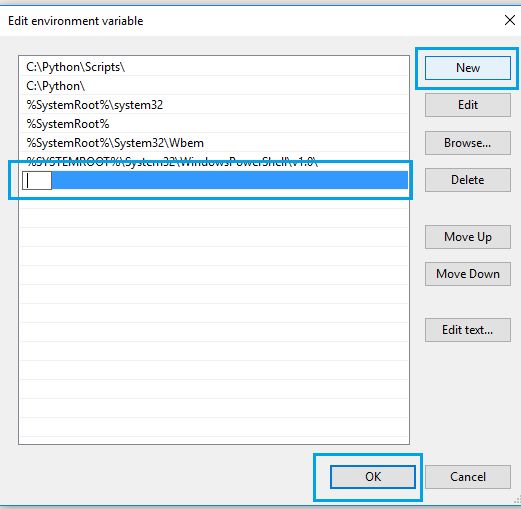 Edit environment variable
C:\Python\Scripts\
C:\Python\
%SystemRoot%\system32
%SystemRoot%
%SystemRoot%\System32\Wbem
%SYSTEMROOT%\System32\WindowsPowerShell\v1.0\
New
Edit
Browse...
Delete
Move Up
Move Down
Edit text...
OK
Cancel